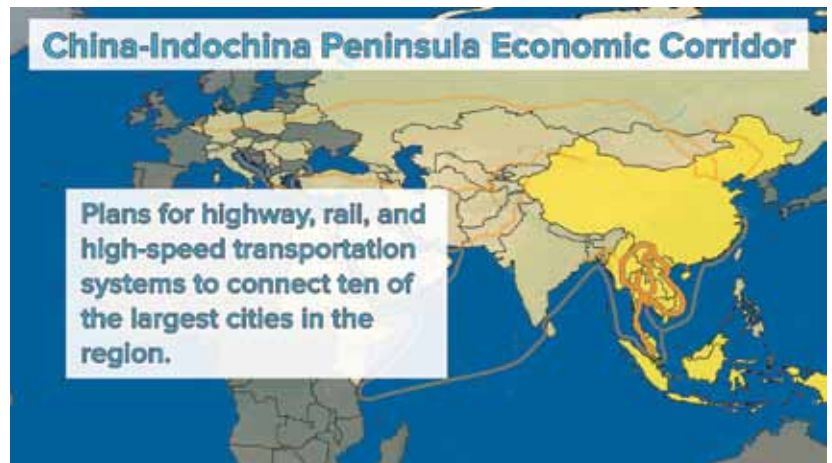 China-Indochina Peninsula Economic Corridor
Plans for highway, rail, and
high-speed transportation
systems to connect ten of
the largest cities in the
region.